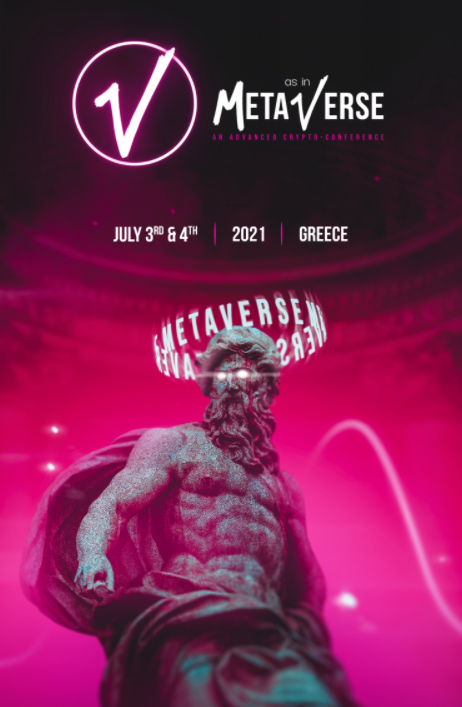 V
as in
METAVERSE
AN ADVANCED CRYPTO-CONFERENCE
JULY 3RD & 4TH | 2021 | GREECE
METAVERSE